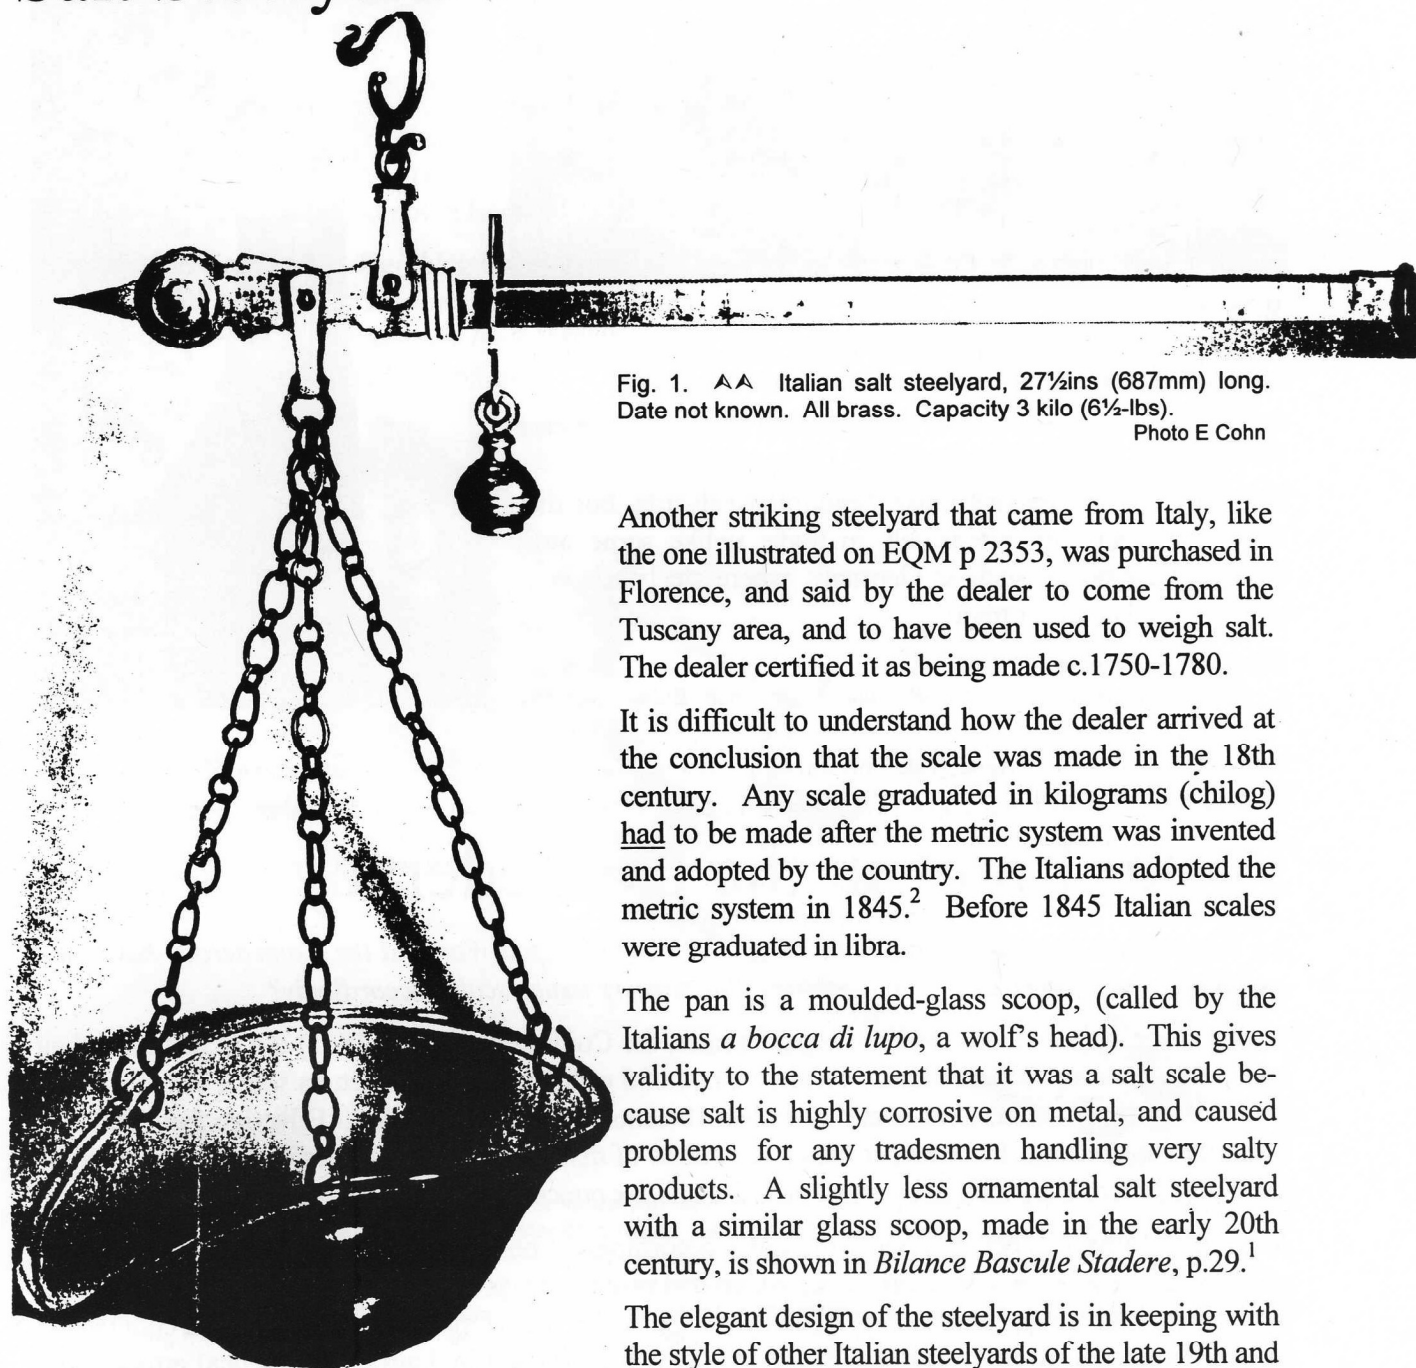 Fig. 1. ⮝⮝ Italian salt steelyard, 27½ins (687mm) long.
Date not known. All brass. Capacity 3 kilo (6½-lbs).
Photo E Cohn
Another striking steelyard that came from Italy, like
the one illustrated on EQM p 2353, was purchased in
Florence, and said by the dealer to come from the
Tuscany area, and to have been used to weigh salt.
The dealer certified it as being made c.1750-1780.
It is difficult to understand how the dealer arrived at
the conclusion that the scale was made in the 18th
century. Any scale graduated in kilograms (chilog)
had to be made after the metric system was invented
and adopted by the country. The Italians adopted the
metric system in 1845.² Before 1845 Italian scales
were graduated in libra.
The pan is a moulded-glass scoop, (called by the
Italians a bocca di lupo, a wolf's head). This gives
validity to the statement that it was a salt scale be-
cause salt is highly corrosive on metal, and caused
problems for any tradesmen handling very salty
products. A slightly less ornamental salt steelyard
with a similar glass scoop, made in the early 20th
century, is shown in Bilance Bascule Stadere, p.29.¹
The elegant design of the steelyard is in keeping with
the style of other Italian steelyards of the late 19th and